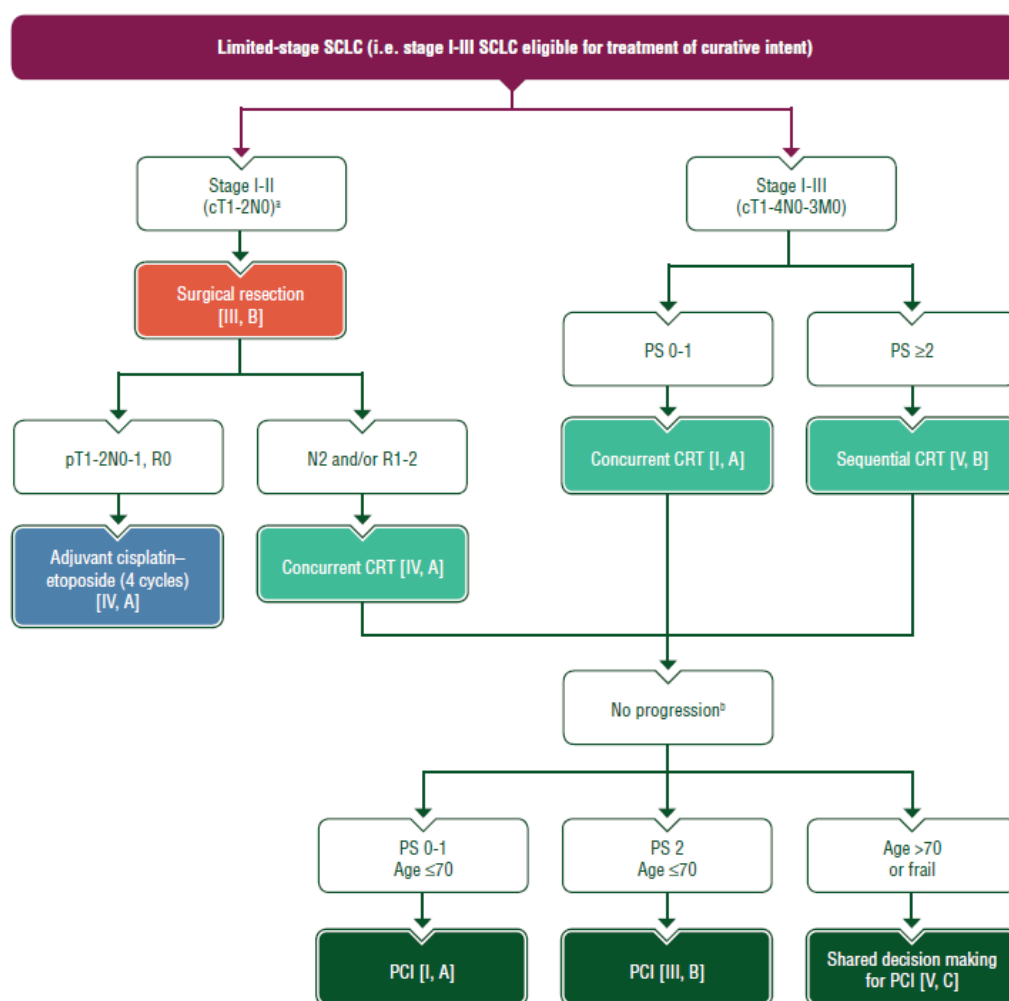 Limited-stage SCLC (i.e. stage I-III SCLC eligible for treatment of curative intent)
Stage I-II
(cT1-2N0)ª
Stage I-III
(cT1-4N0-3M0)
Surgical resection
[III, B]
PS 0-1
PS ≥2
pT1-2N0-1, R0
N2 and/or R1-2
Concurrent CRT [I, A]
Sequential CRT [V, B]
Adjuvant cisplatin–
etoposide (4 cycles)
[IV, A]
Concurrent CRT [IV, A]
No progressionᵇ
PS 0-1
Age ≤70
PS 2
Age ≤70
Age >70
or frail
PCI [I, A]
PCI [III, B]
Shared decision making
for PCI [V, C]